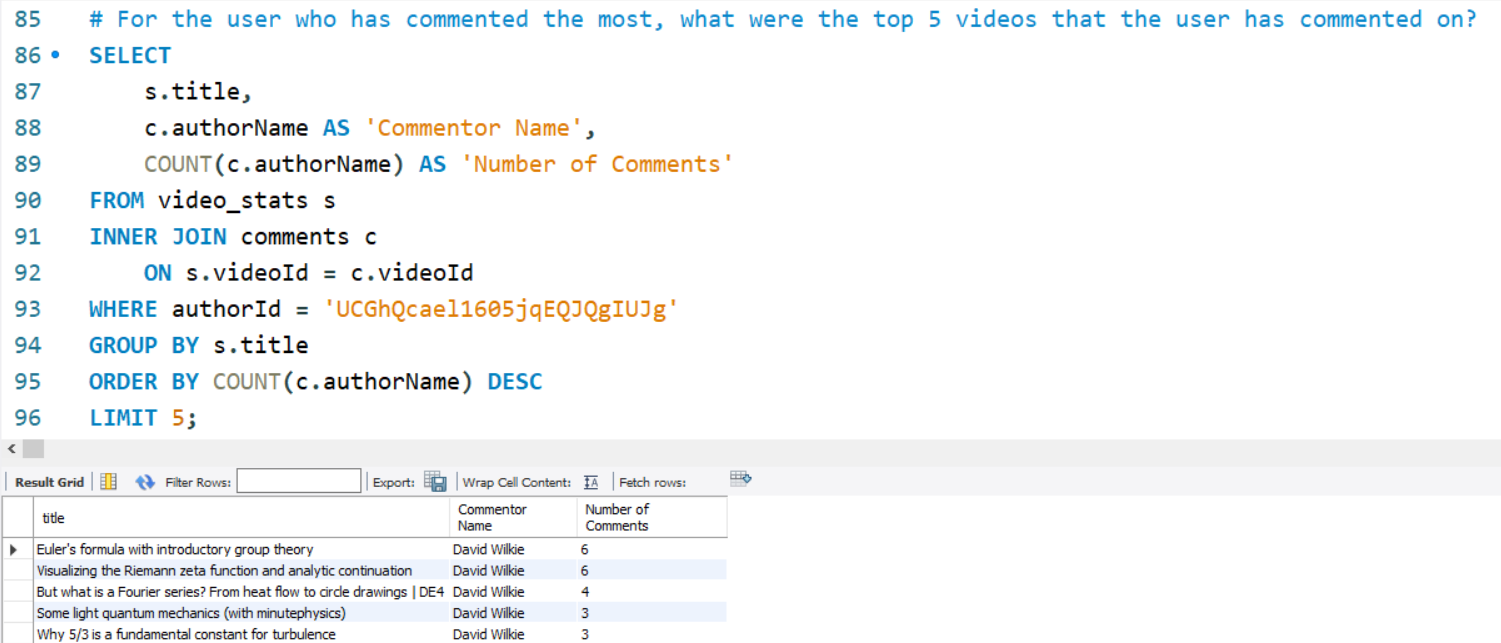 85 # For the user who has commented the most, what were the top 5 videos that the user has commented on?
86 SELECT
87 s.title,
88 c.authorName AS 'Commentor Name',
89 COUNT(c.authorName) AS 'Number of Comments'
90 FROM video_stats s
91 INNER JOIN comments c
92 ON s.videoId = c.videoId
93 WHERE authorId = 'UCGhQcael1605jqEQJQgIUJg'
94 GROUP BY s.title
95 ORDER BY COUNT(c.authorName) DESC
96 LIMIT 5;
Result Grid Filter Rows: Export: Wrap Cell Content: Fetch rows:
title Commentor Name Number of Comments
Euler's formula with introductory group theory David Wilkie 6
Visualizing the Riemann zeta function and analytic continuation David Wilkie 6
But what is a Fourier series? From heat flow to circle drawings | DE4 David Wilkie 4
Some light quantum mechanics (with minutephysics) David Wilkie 3
Why 5/3 is a fundamental constant for turbulence David Wilkie 3